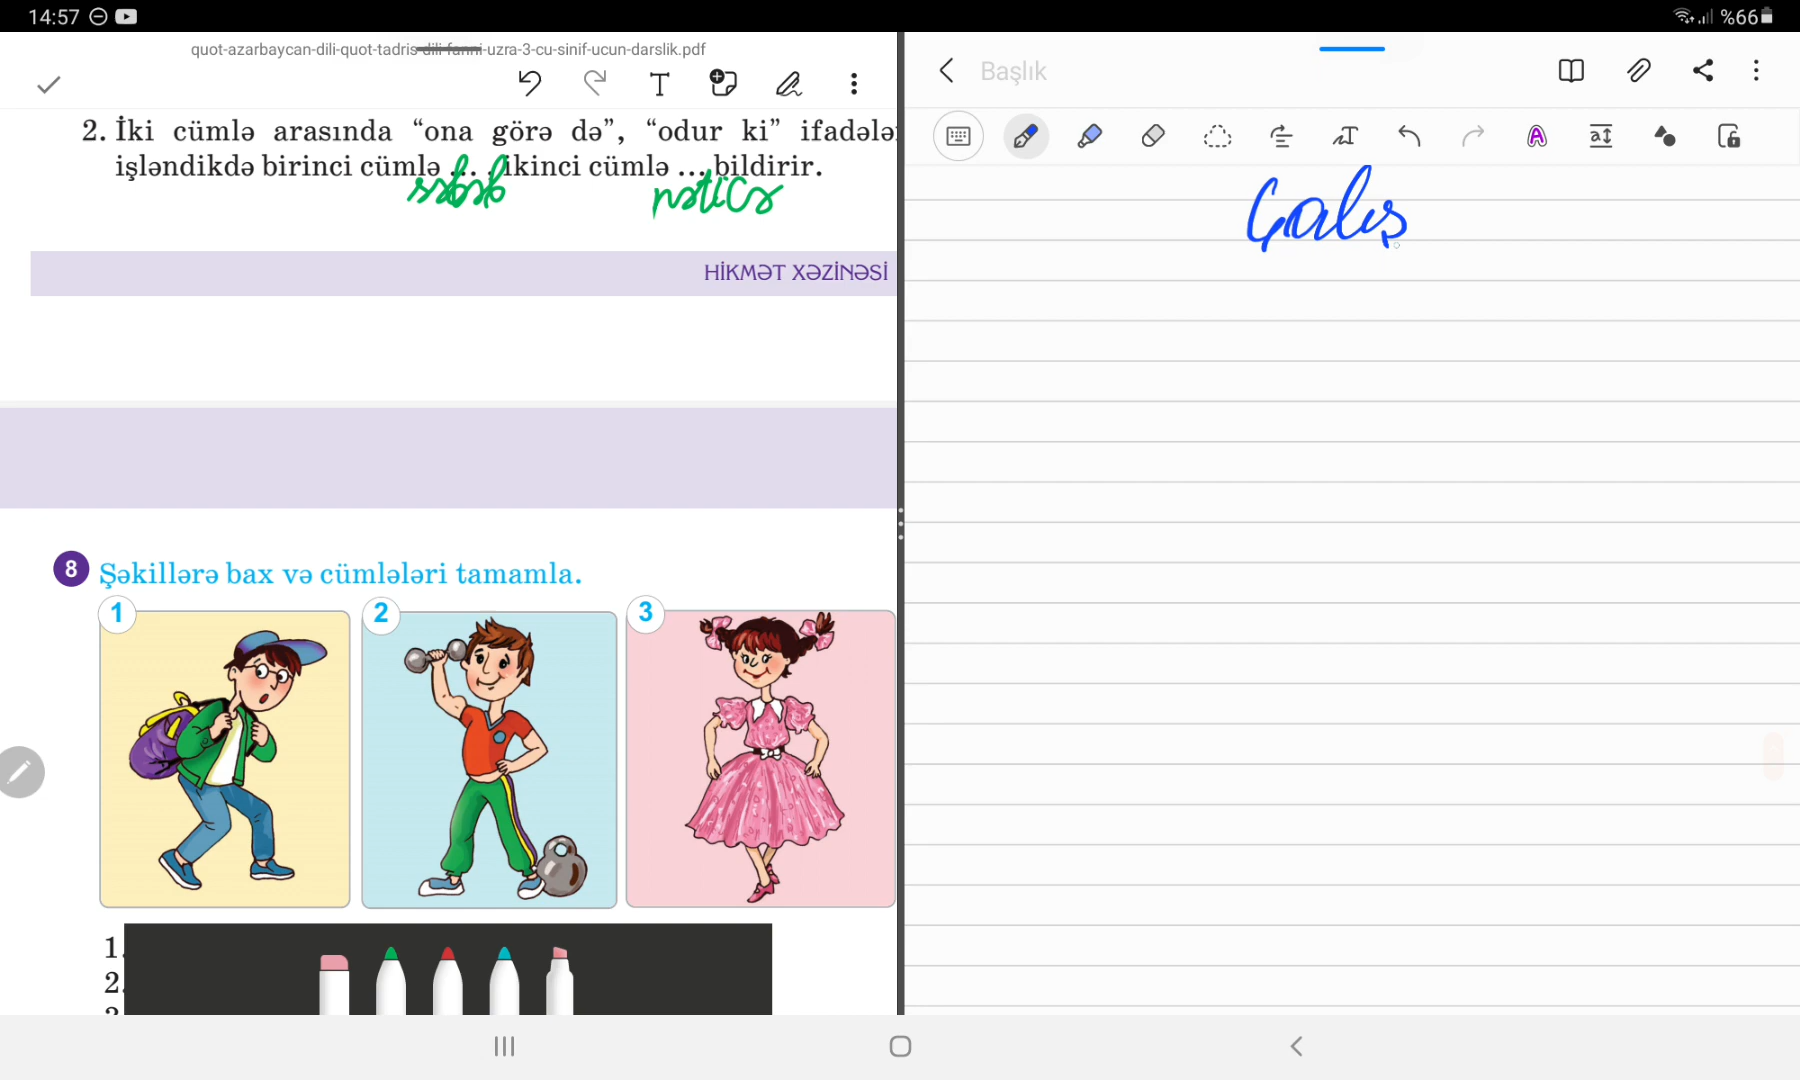 14:57
%66
quot-azarbaycan-dili-quot-tadris-dili-fanni-uzra-3-cu-sinif-ucun-darslik.pdf
T
2. İki cümlə arasında “ona görə də”, “odur ki” ifadələr
işləndikdə birinci cümlə ... , ikinci cümlə ... bildirir.
səbəb nəticə
HİKMƏT XƏZİNƏSİ
8 Şəkillərə bax və cümlələri tamamla.
1 2 3
1.
2.
Başlık
Çalış